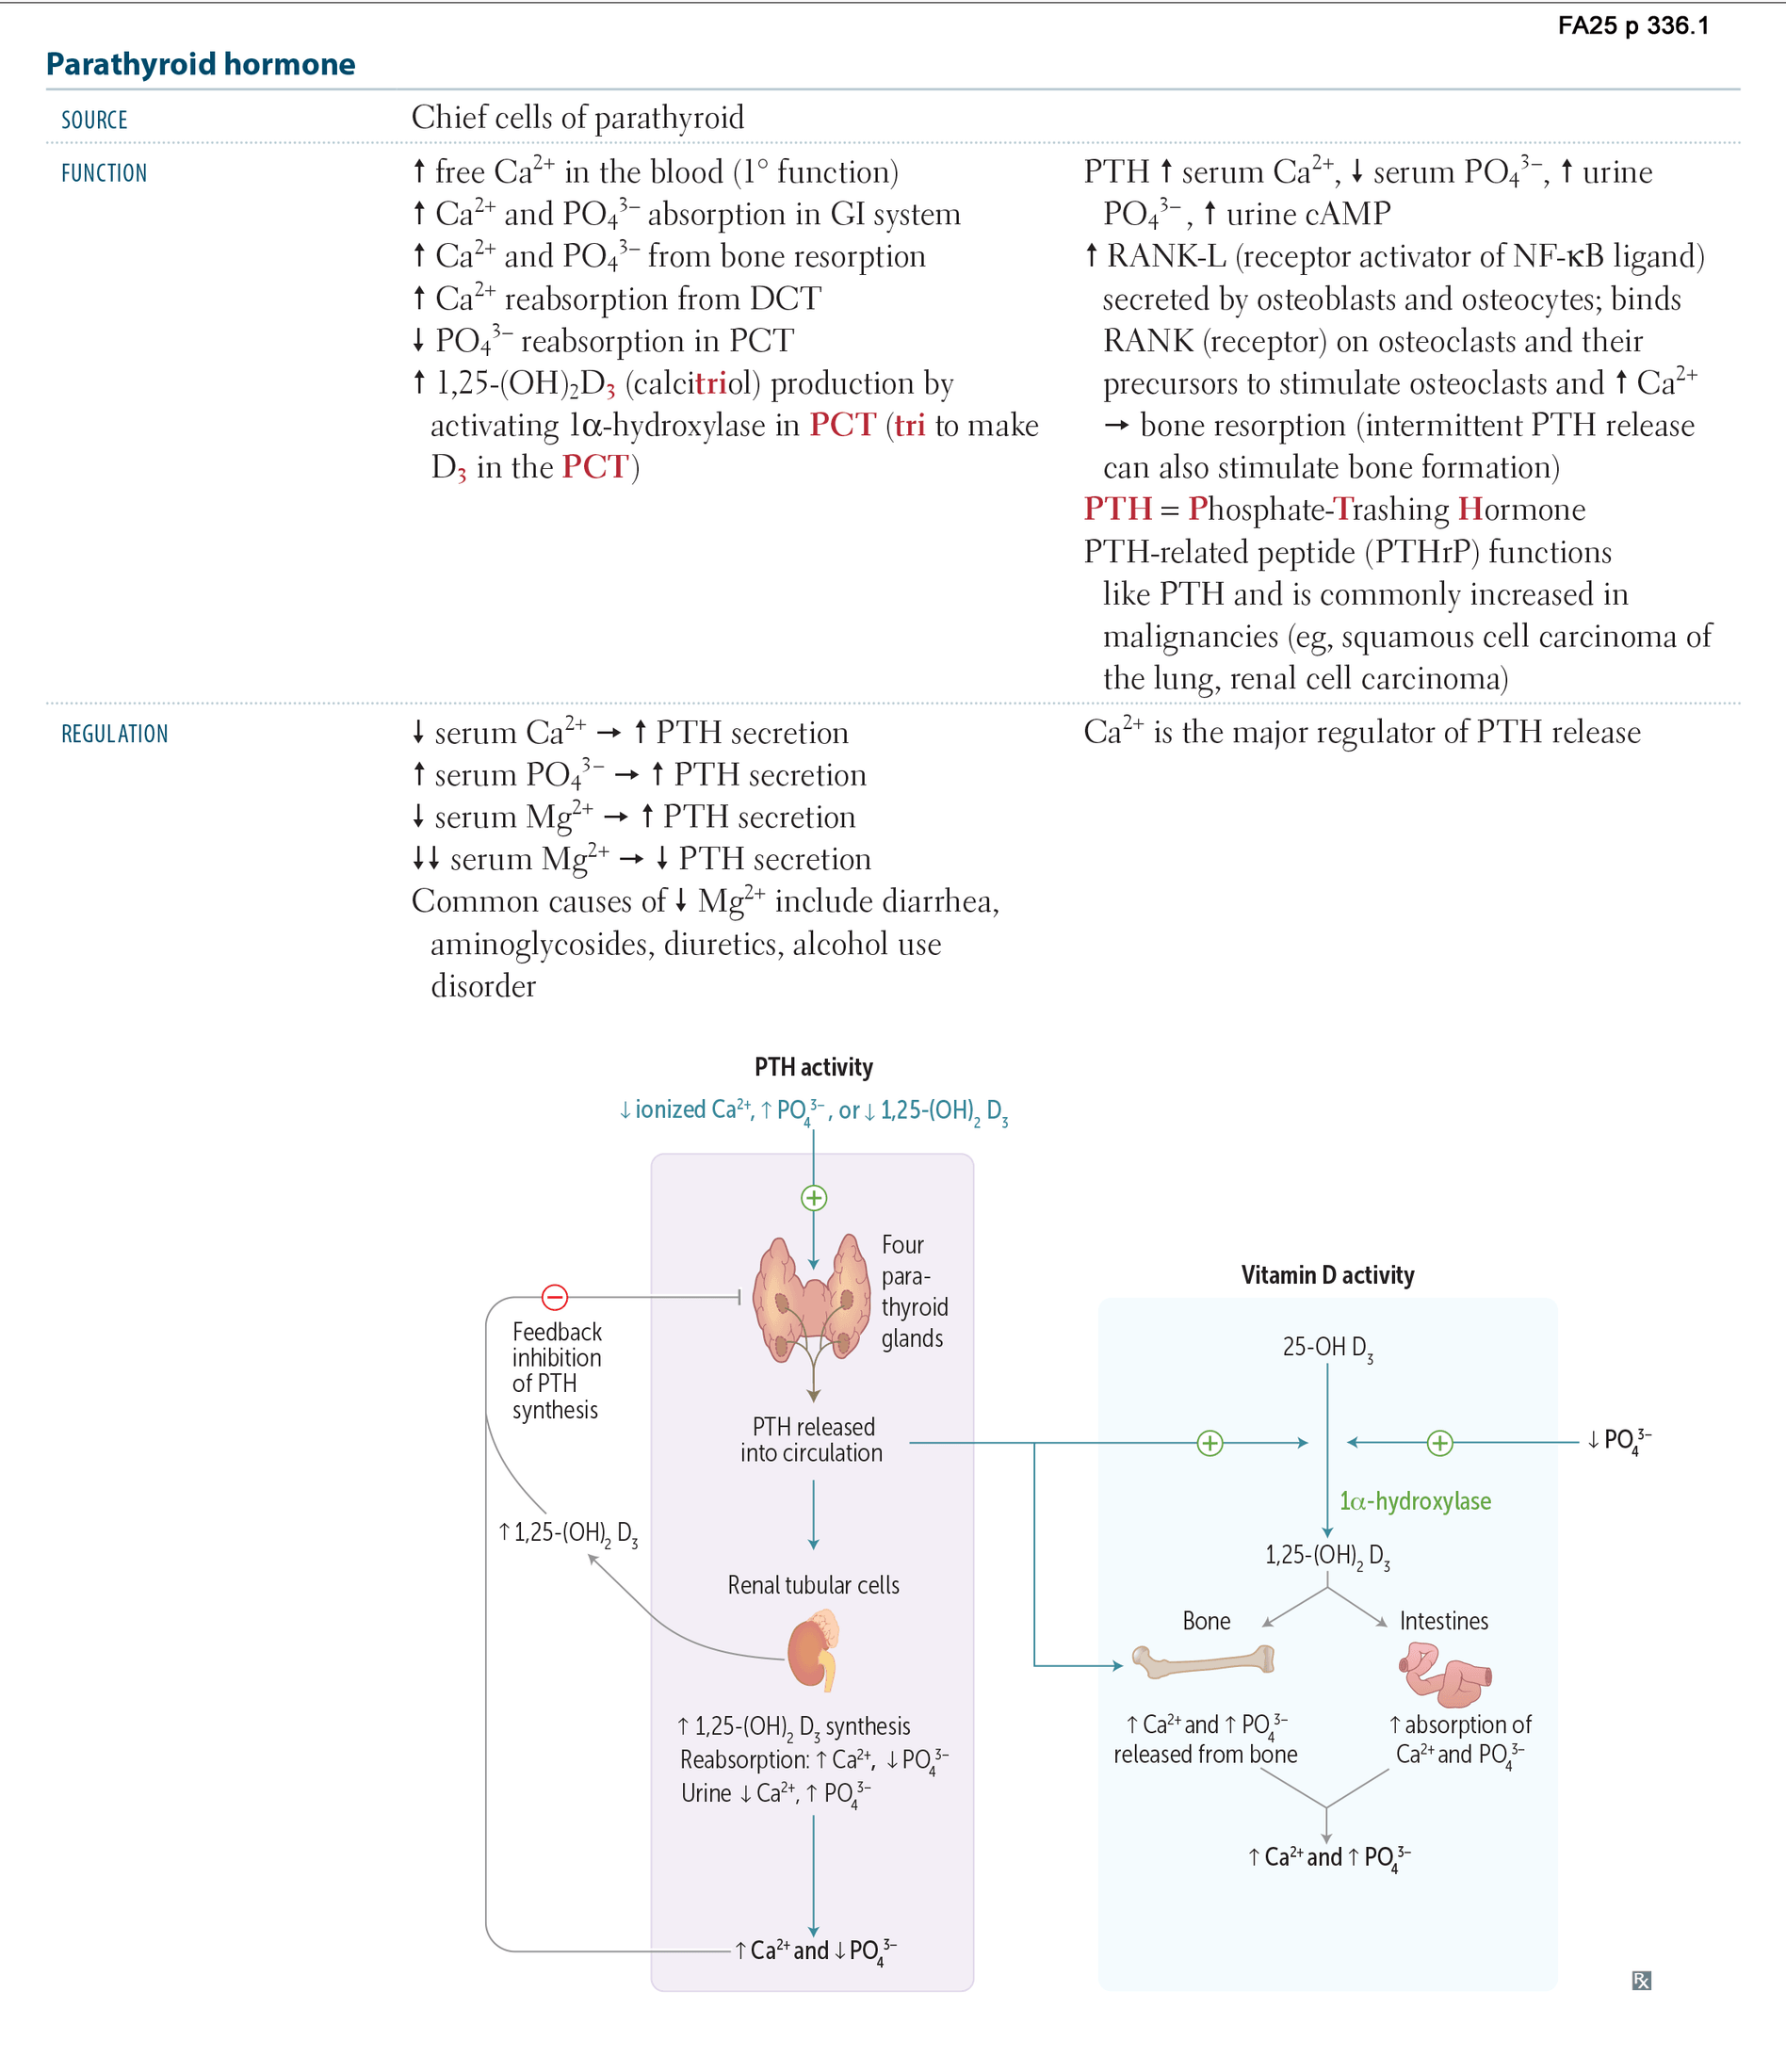 FA25 p 336.1
Parathyroid hormone
SOURCE
Chief cells of parathyroid
FUNCTION
↑ free Ca²⁺ in the blood (1° function)
↑ Ca²⁺ and PO₄³⁻ absorption in GI system
↑ Ca²⁺ and PO₄³⁻ from bone resorption
↑ Ca²⁺ reabsorption from DCT
↓ PO₄³⁻ reabsorption in PCT
↑ 1,25-(OH)₂D₃ (calcitriol) production by
activating 1α-hydroxylase in PCT (tri to make
D₃ in the PCT)
PTH ↑ serum Ca²⁺, ↓ serum PO₄³⁻, ↑ urine
PO₄³⁻, ↑ urine cAMP
↑ RANK-L (receptor activator of NF-κB ligand)
secreted by osteoblasts and osteocytes; binds
RANK (receptor) on osteoclasts and their
precursors to stimulate osteoclasts and ↑ Ca²⁺
→ bone resorption (intermittent PTH release
can also stimulate bone formation)
PTH = Phosphate-Trashing Hormone
PTH-related peptide (PTHrP) functions
like PTH and is commonly increased in
malignancies (eg, squamous cell carcinoma of
the lung, renal cell carcinoma)
REGULATION
↓ serum Ca²⁺ → ↑ PTH secretion
↑ serum PO₄³⁻ → ↑ PTH secretion
↓ serum Mg²⁺ → ↑ PTH secretion
↓↓ serum Mg²⁺ → ↓ PTH secretion
Common causes of ↓ Mg²⁺ include diarrhea,
aminoglycosides, diuretics, alcohol use
disorder
Ca²⁺ is the major regulator of PTH release
PTH activity
↓ ionized Ca²⁺, ↑ PO₄³⁻, or ↓ 1,25-(OH)₂ D₃
Four
para-
thyroid
glands
Feedback
inhibition
of PTH
synthesis
PTH released
into circulation
↑ 1,25-(OH)₂ D₃
Renal tubular cells
↑ 1,25-(OH)₂ D₃ synthesis
Reabsorption: ↑ Ca²⁺, ↓ PO₄³⁻
Urine ↓ Ca²⁺, ↑ PO₄³⁻
↑ Ca²⁺ and ↓ PO₄³⁻
Vitamin D activity
25-OH D₃
↓ PO₄³⁻
1α-hydroxylase
1,25-(OH)₂ D₃
Bone
Intestines
↑ Ca²⁺ and ↑ PO₄³⁻
released from bone
↑ absorption of
Ca²⁺ and PO₄³⁻
↑ Ca²⁺ and ↑ PO₄³⁻
Rx